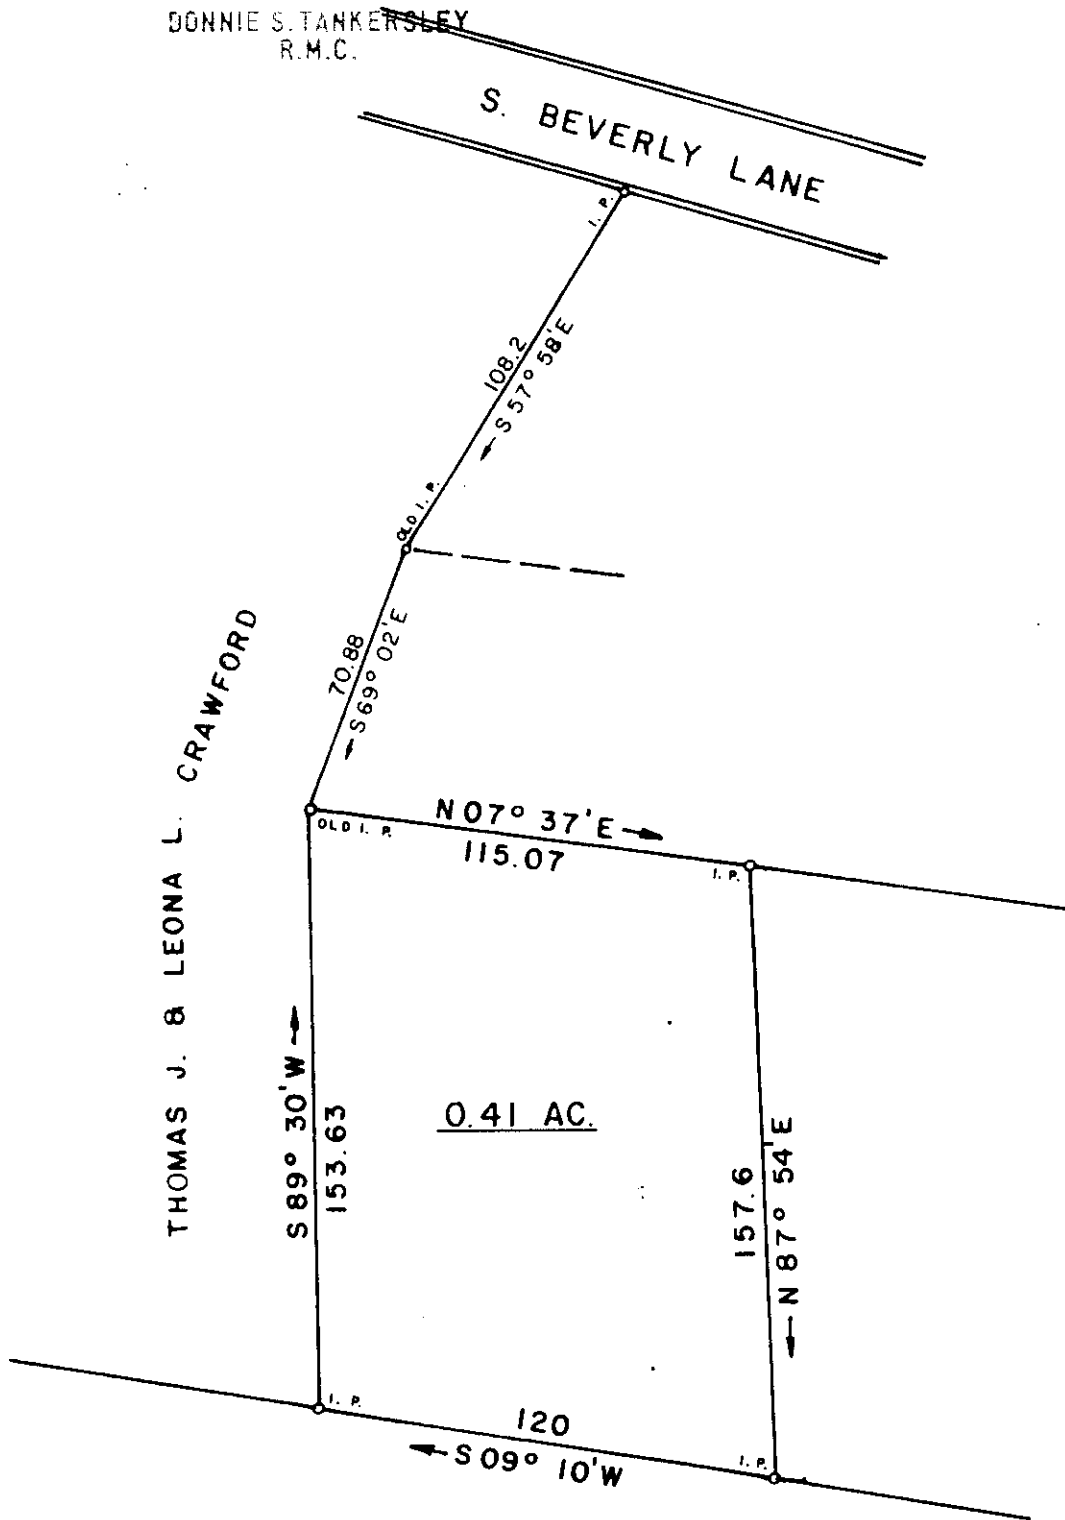 DONNIE S. TANKERSLEY
R.M.C.
S. BEVERLY LANE
I. P.
108.2
S 57° 58'E
OLD I. P.
70.88
S 69° 02'E
THOMAS J. & LEONA L. CRAWFORD
N 07° 37'E
OLD I. P.
115.07
I. P.
S 89° 30'W
153.63
0.41 AC.
157.6
N 87° 54'E
I. P.
120
I. P.
S 09° 10'W